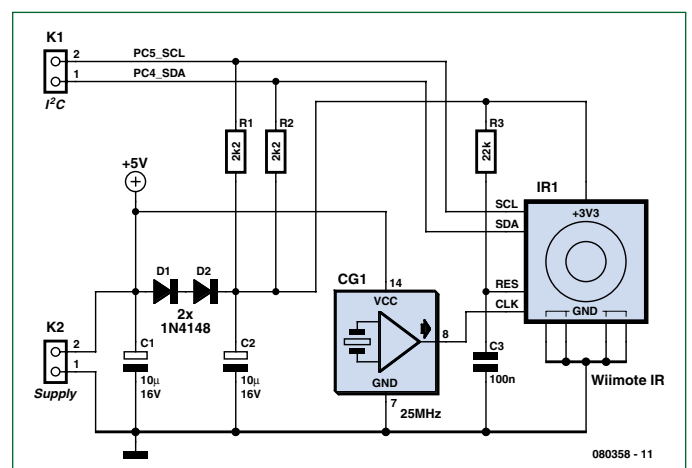 K1
2
PC5_SCL
1
PC4_SDA
I²C
R1
2k2
R2
2k2
R3
22k
+5V
IR1
SCL
+3V3
SDA
D1
D2
2x
1N4148
CG1
14
VCC
RES
CLK
GND
8
K2
2
1
Supply
C1
10µ
16V
C2
10µ
16V
GND
7
25MHz
C3
100n
Wiimote IR
080358 - 11